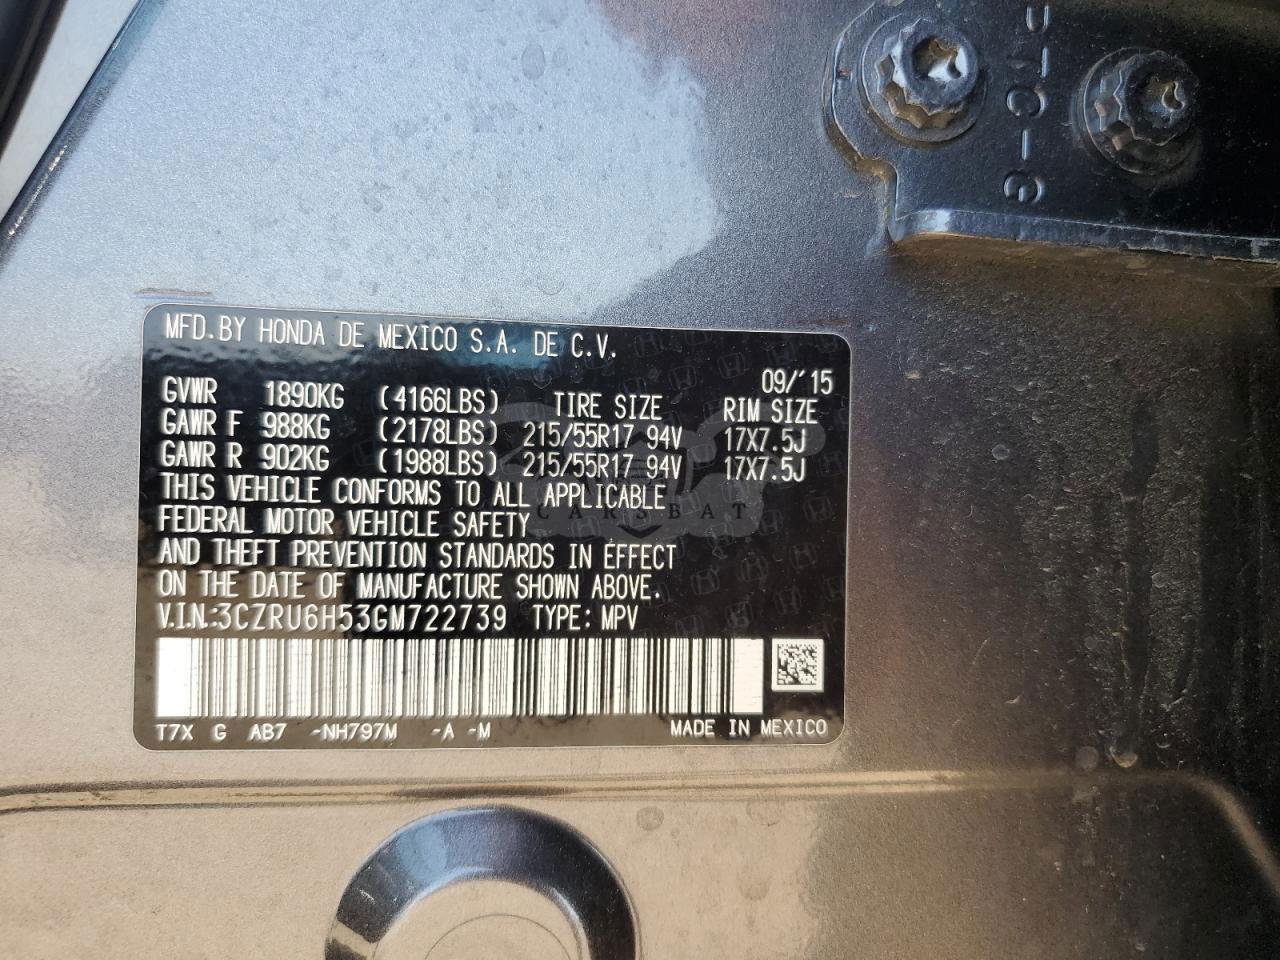 MFD.BY HONDA DE MEXICO S.A. DE C.V.
09/'15
GVWR 1890KG (4166LBS) TIRE SIZE RIM SIZE
GAWR F 988KG (2178LBS) 215/55R17 94V 17X7.5J
GAWR R 902KG (1988LBS) 215/55R17 94V 17X7.5J
THIS VEHICLE CONFORMS TO ALL APPLICABLE
FEDERAL MOTOR VEHICLE SAFETY
AND THEFT PREVENTION STANDARDS IN EFFECT
ON THE DATE OF MANUFACTURE SHOWN ABOVE.
V.I.N.:3CZRU6H53GM722739 TYPE: MPV
T7X G AB7 -NH797M -A -M MADE IN MEXICO
CARSBAT